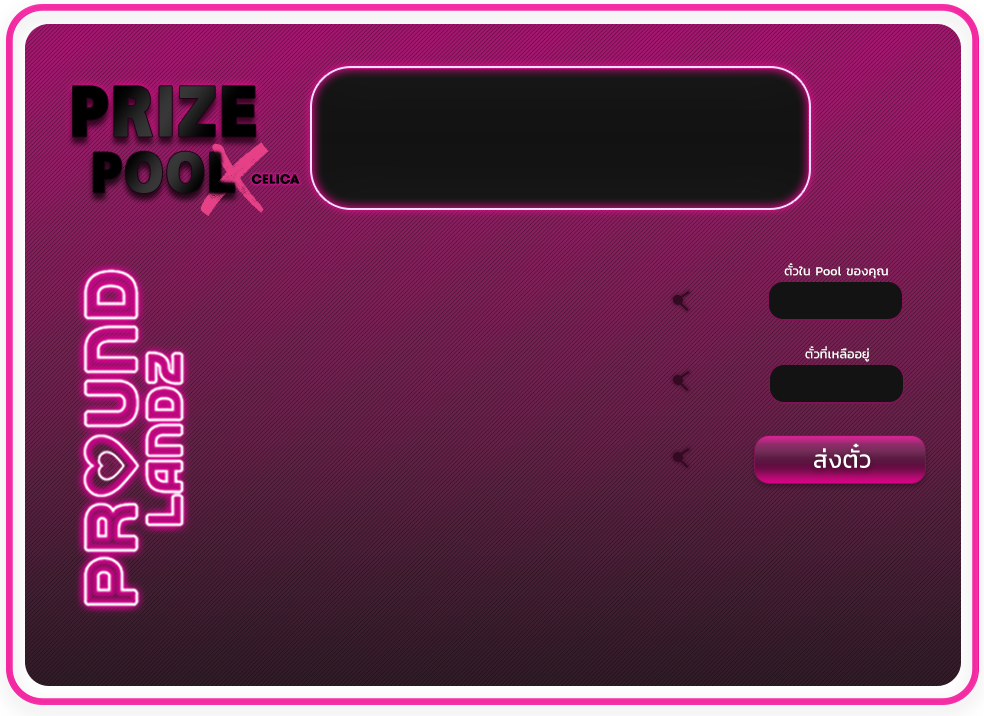 PRIZE
POOL X CELICA
PROUND
LANDZ
ตั๋วใน Pool ของคุณ
ตั๋วที่เหลืออยู่
ส่งตั๋ว